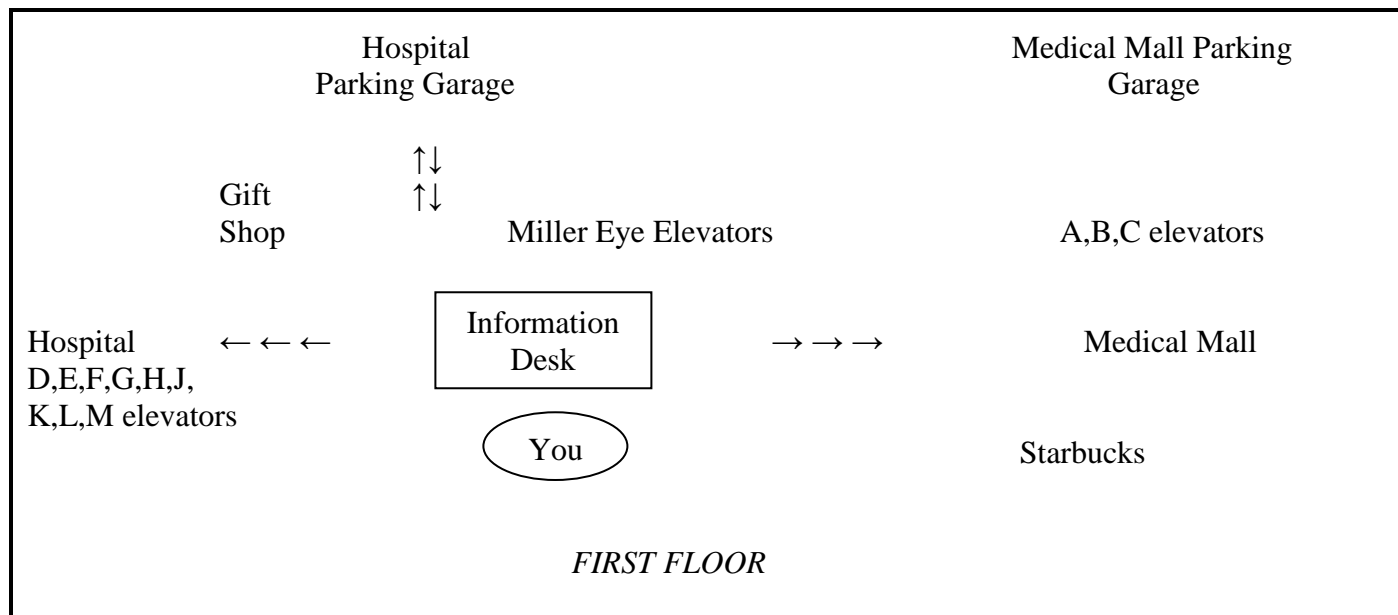 Hospital
Parking Garage
Medical Mall Parking
Garage
↑↓
↑↓
Gift
Shop
Miller Eye Elevators
A,B,C elevators
Hospital ← ← ←
D,E,F,G,H,J,
K,L,M elevators
Information
Desk
→ → → Medical Mall
You
Starbucks
FIRST FLOOR